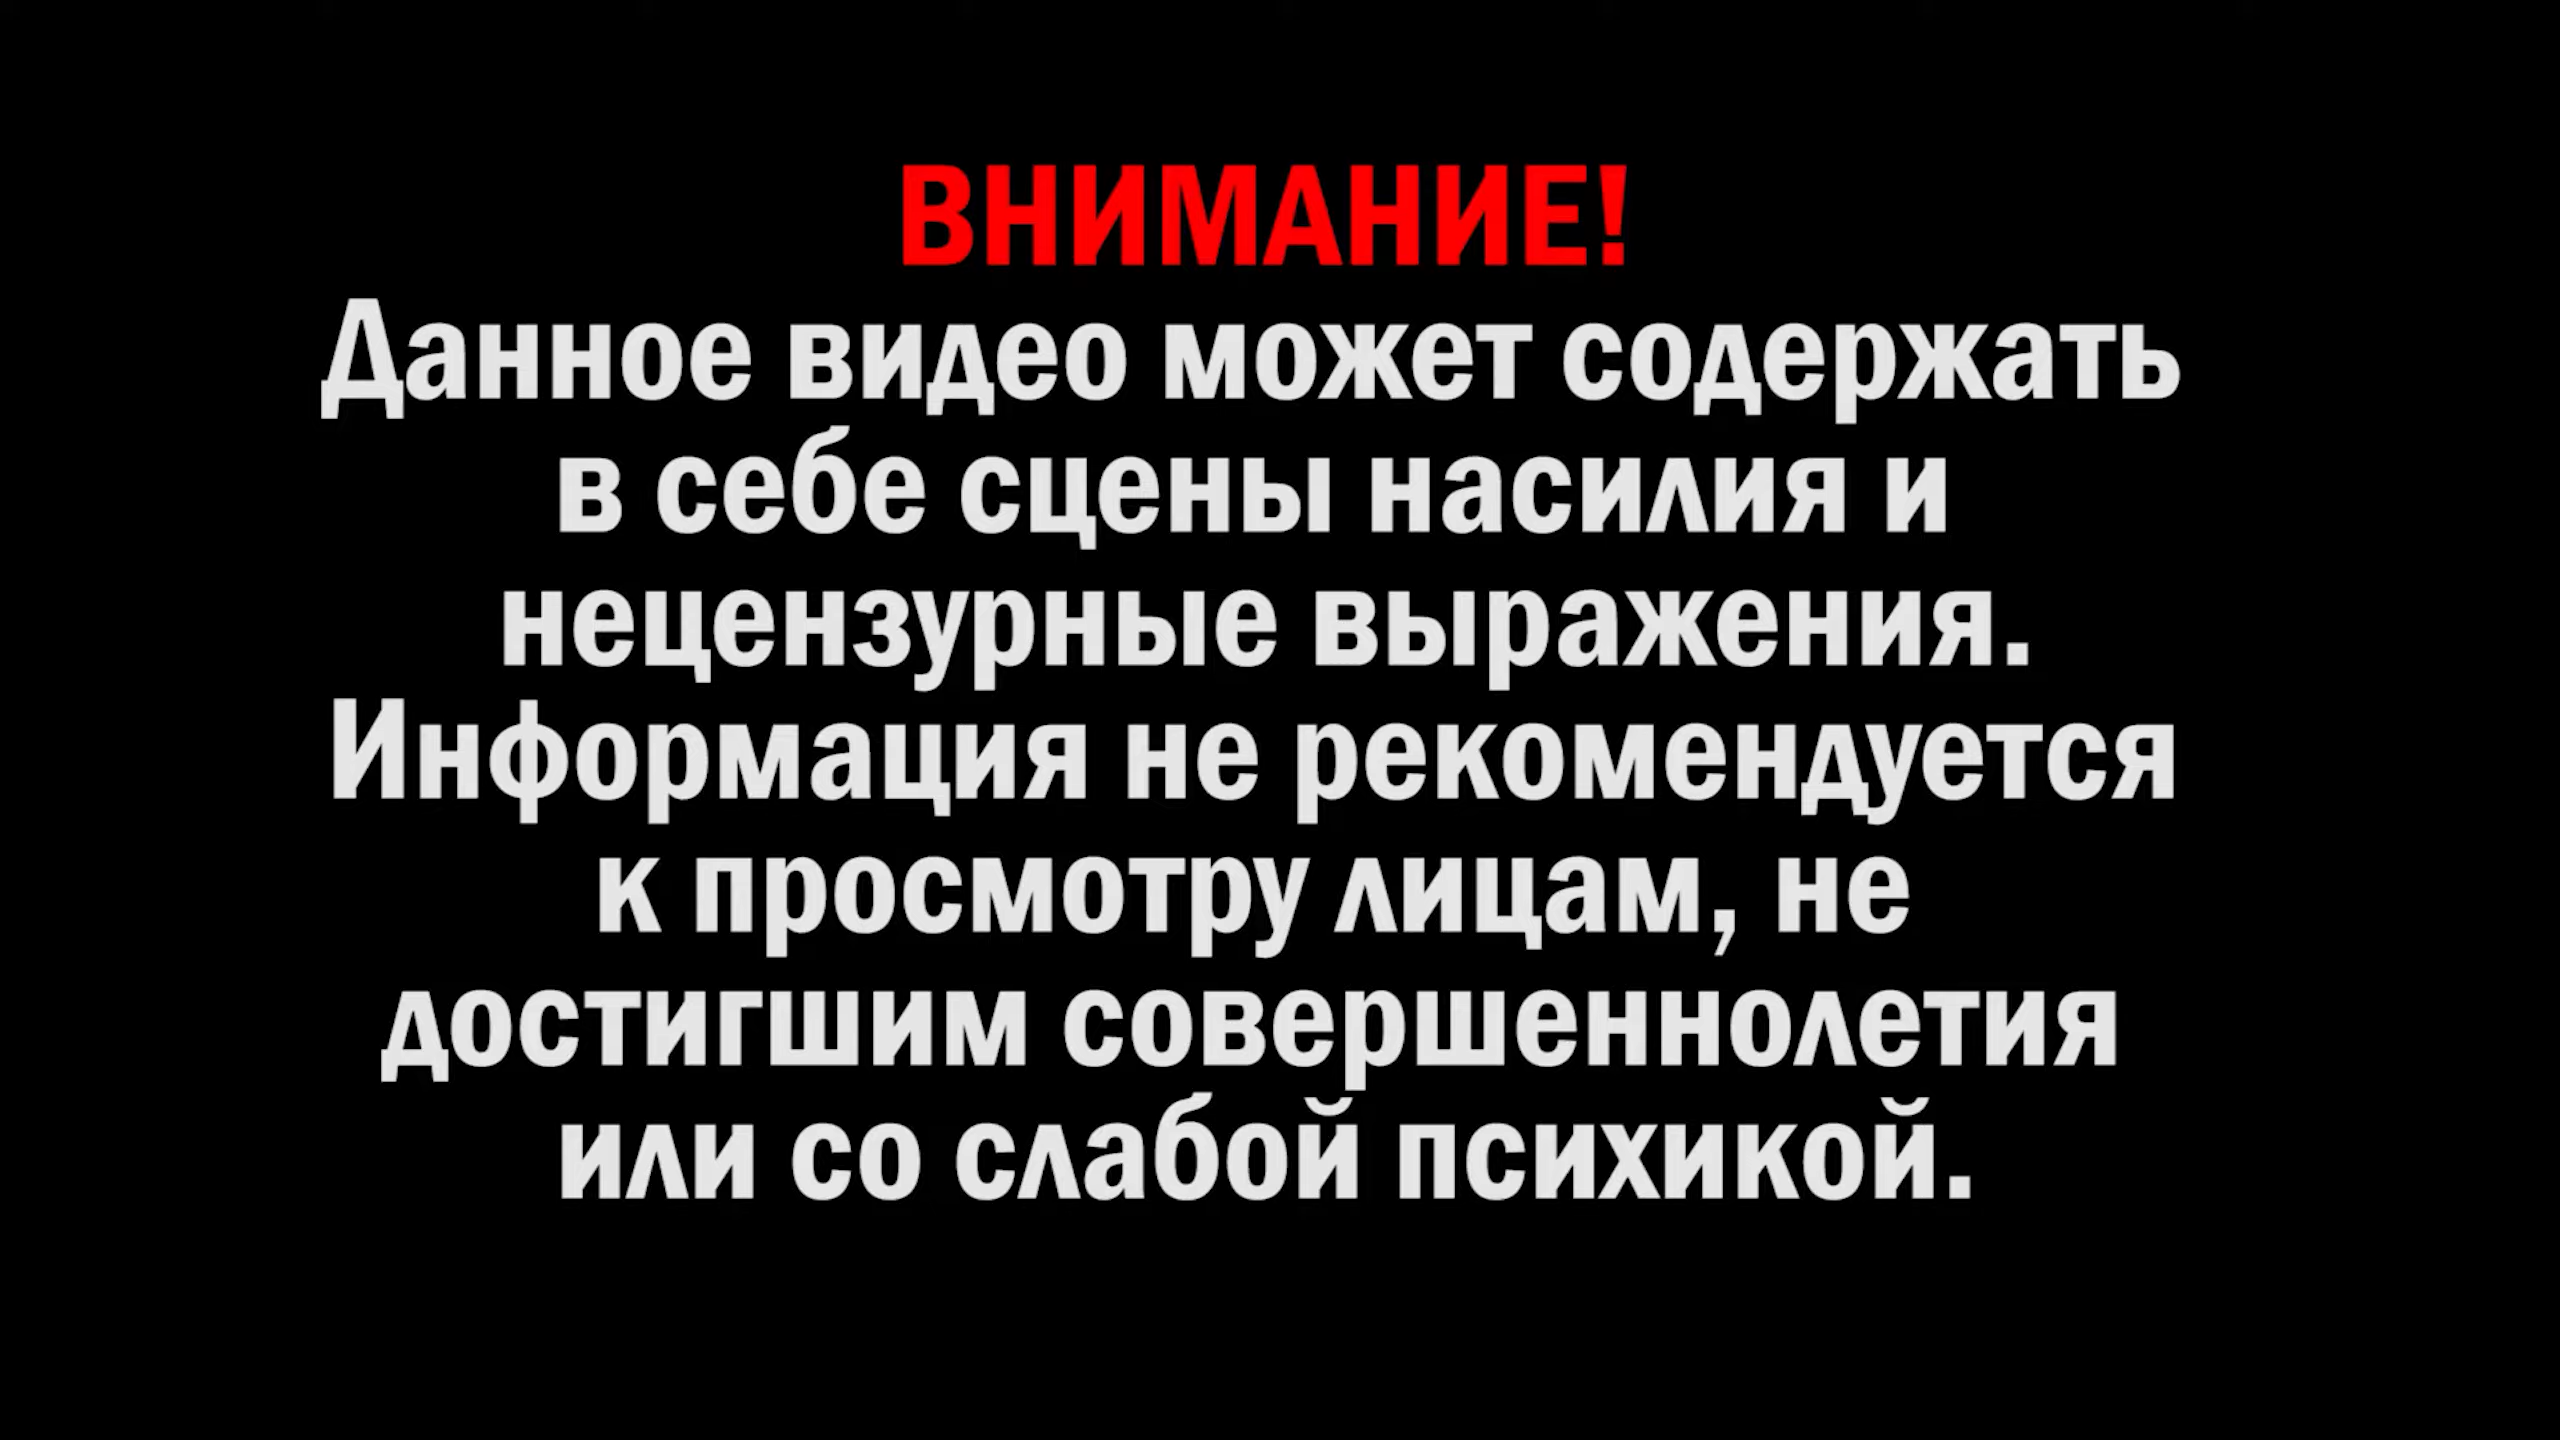 ВНИМАНИЕ!
Данное видео может содержать
в себе сцены насилия и
нецензурные выражения.
Информация не рекомендуется
к просмотру лицам, не
достигшим совершеннолетия
или со слабой психикой.